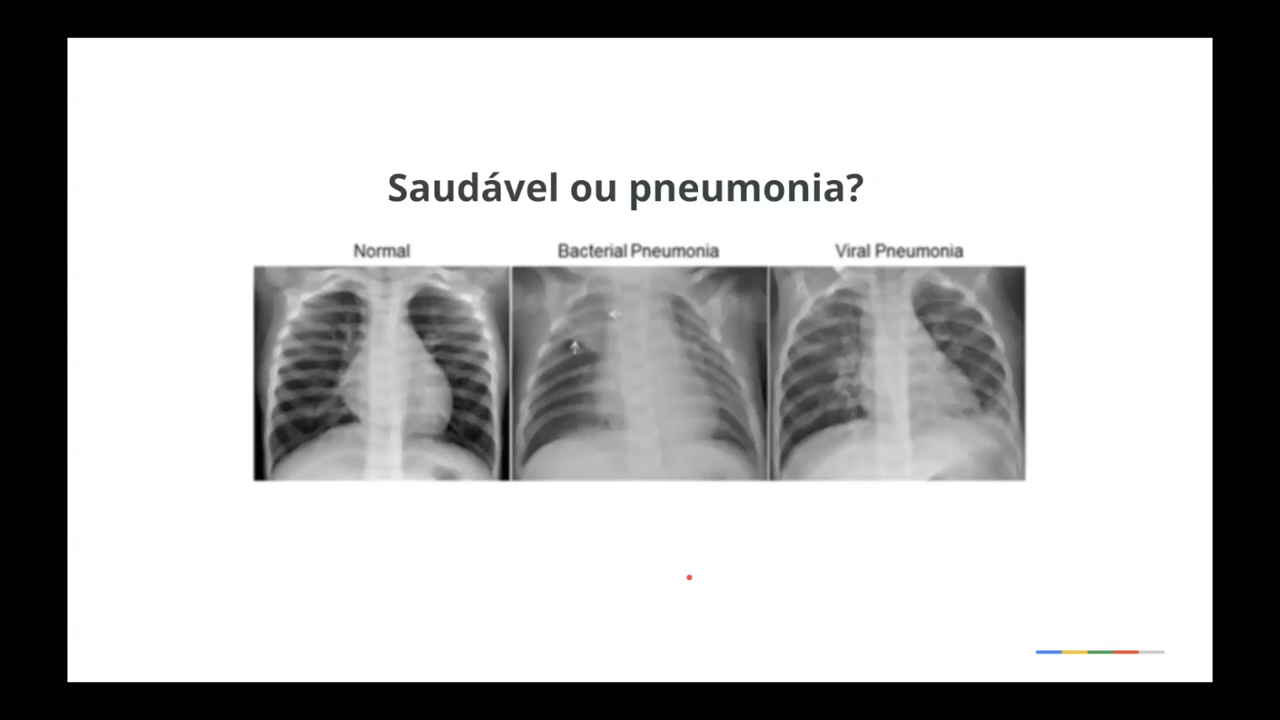 Saudável ou pneumonia?
Normal
Bacterial Pneumonia
Viral Pneumonia